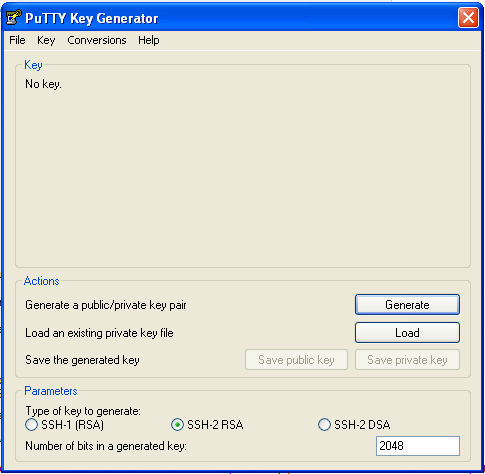 PuTTY Key Generator
File Key Conversions Help
Key
No key.
Actions
Generate a public/private key pair Generate
Load an existing private key file Load
Save the generated key Save public key Save private key
Parameters
Type of key to generate:
SSH-1 (RSA) SSH-2 RSA SSH-2 DSA
Number of bits in a generated key: 2048